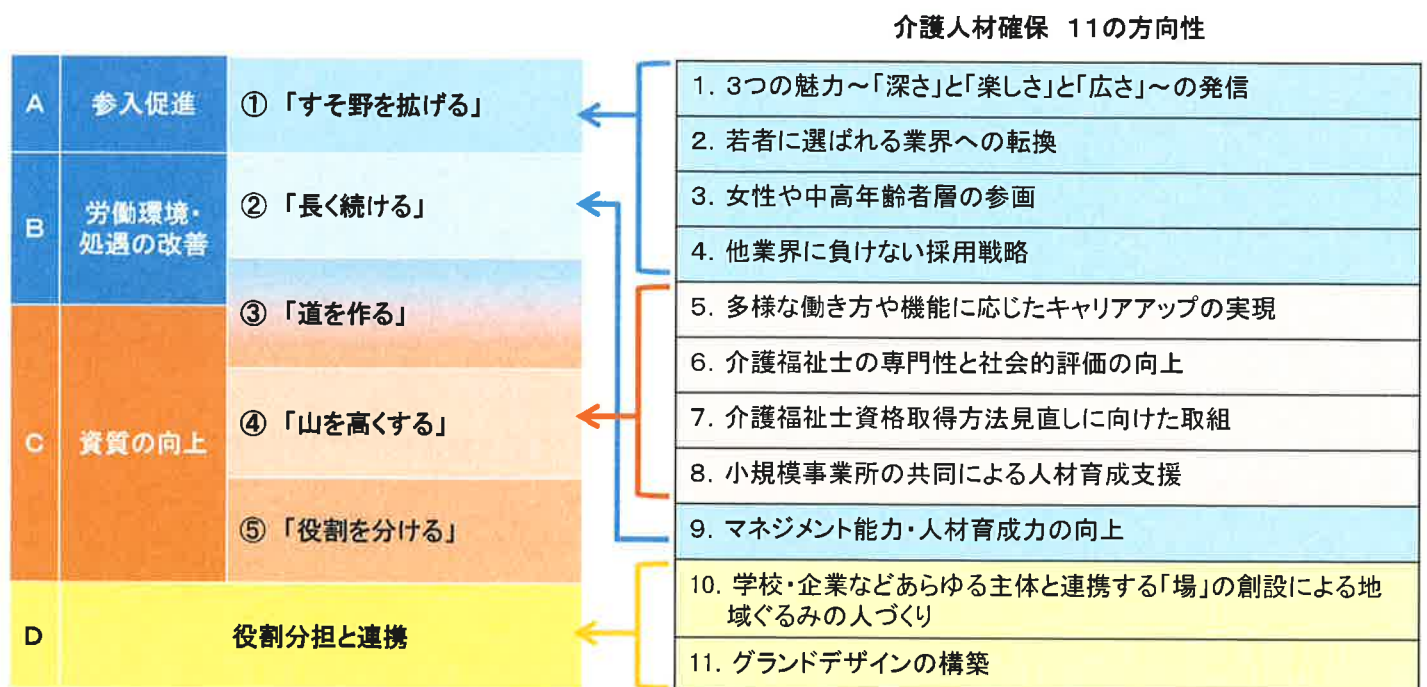 介護人材確保 11の方向性
A 参入促進 ① 「すそ野を拡げる」
B 労働環境・
処遇の改善
② 「長く続ける」
③ 「道を作る」
C 資質の向上
④ 「山を高くする」
⑤ 「役割を分ける」
D 役割分担と連携
1. 3つの魅力～「深さ」と「楽しさ」と「広さ」～の発信
2. 若者に選ばれる業界への転換
3. 女性や中高年齢者層の参画
4. 他業界に負けない採用戦略
5. 多様な働き方や機能に応じたキャリアアップの実現
6. 介護福祉士の専門性と社会的評価の向上
7. 介護福祉士資格取得方法見直しに向けた取組
8. 小規模事業所の共同による人材育成支援
9. マネジメント能力・人材育成力の向上
10. 学校・企業などあらゆる主体と連携する「場」の創設による地
域ぐるみの人づくり
11. グランドデザインの構築